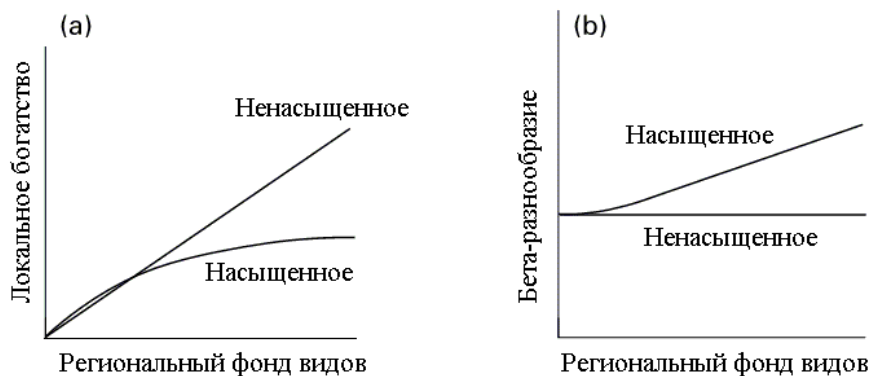 (a)
Локальное богатство
Ненасыщенное
Насыщенное
Региональный фонд видов
(b)
Бета-разнообразие
Насыщенное
Ненасыщенное
Региональный фонд видов